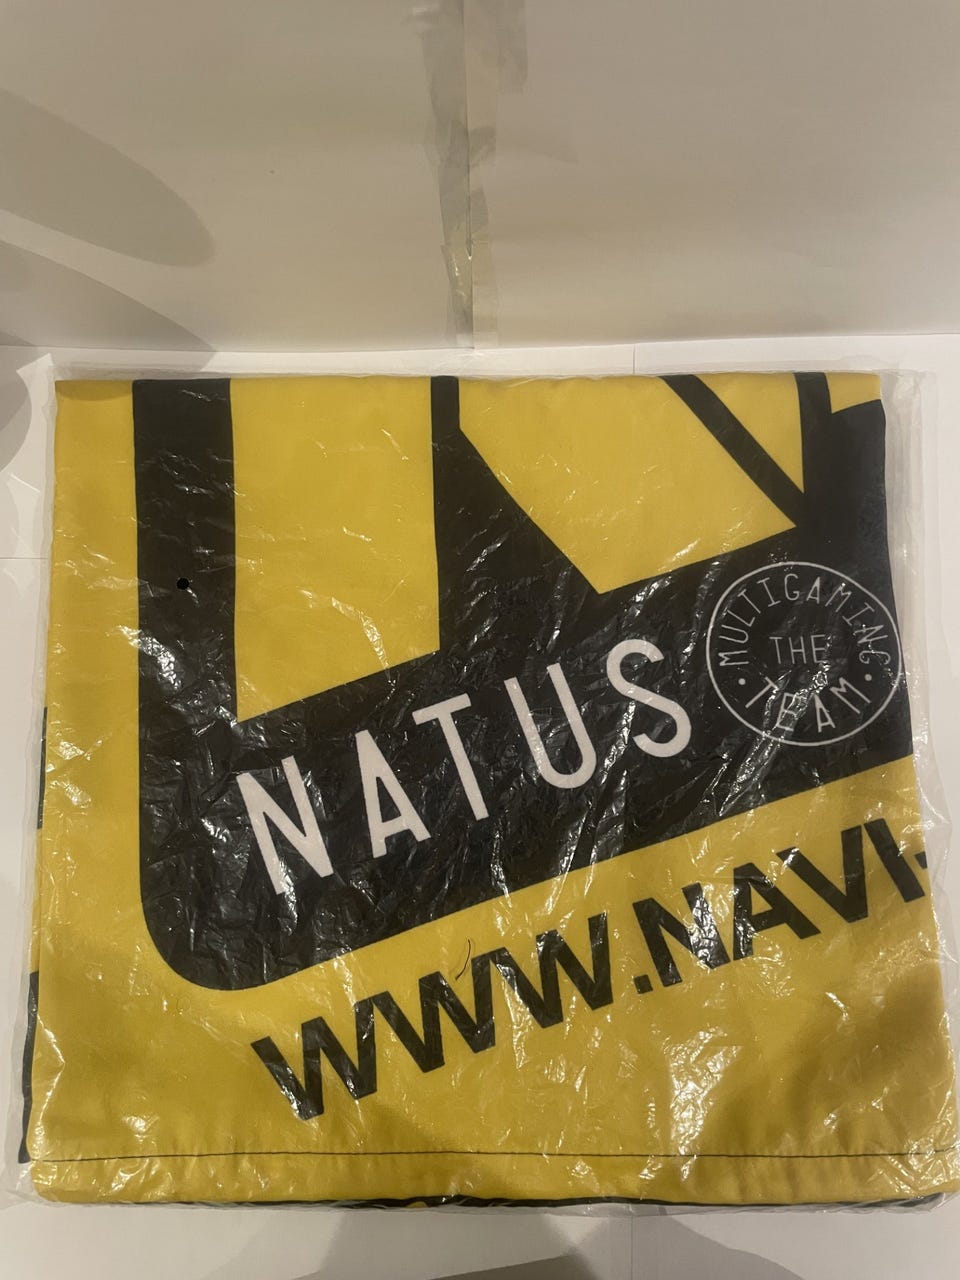 NATUS
MULTIGAMING
THE
TEAM
WWW.NAVI-